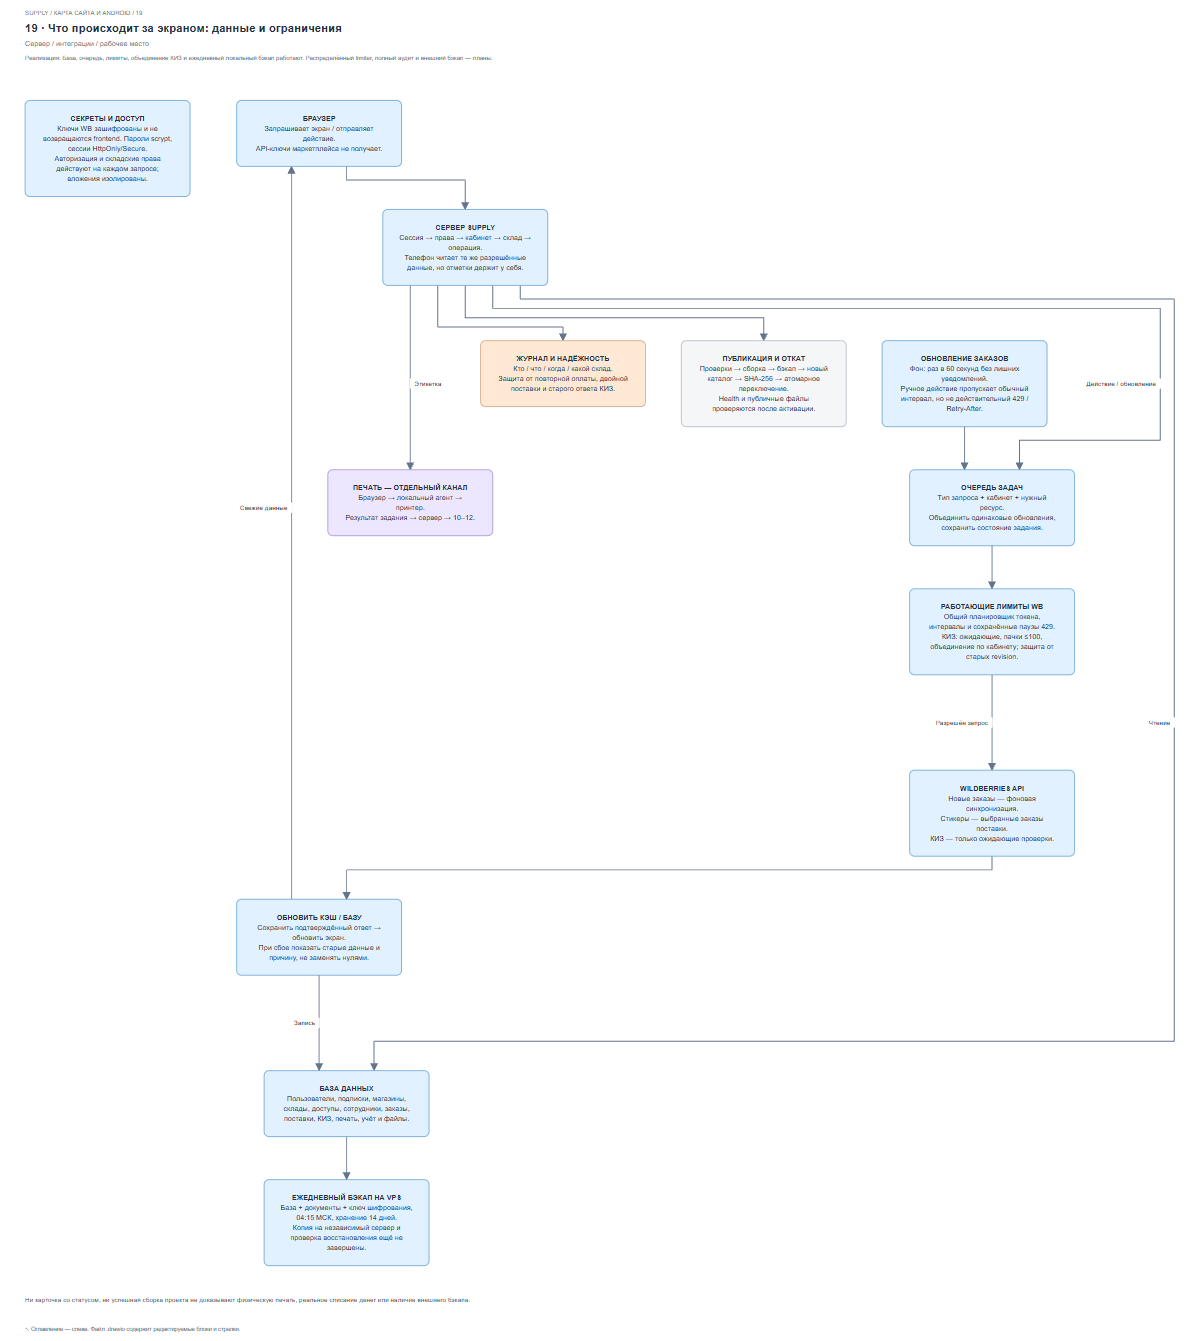 SUPPLY / КАРТА САЙТА И ANDROID / 19
19 · Что происходит за экраном: данные и ограничения
Сервер / интеграции / рабочее место
Реализация: База, очередь, лимиты, объединение КИЗ и ежедневный локальный бэкап работают. Распределённый limiter, полный аудит и внешний бэкап — планы.
СЕКРЕТЫ И ДОСТУП
Ключи WB зашифрованы и не
возвращаются frontend. Пароли scrypt,
сессии HttpOnly/Secure.
Авторизация и складские права
действуют на каждом запросе;
вложения изолированы.
БРАУЗЕР
Запрашивает экран / отправляет
действие.
API-ключи маркетплейса не получает.
СЕРВЕР SUPPLY
Сессия → права → кабинет → склад →
операция.
Телефон читает те же разрешённые
данные, но отметки держит у себя.
ЖУРНАЛ И НАДЁЖНОСТЬ
Кто / что / когда / какой склад.
Защита от повторной оплаты, двойной
поставки и старого ответа КИЗ.
ПУБЛИКАЦИЯ И ОТКАТ
Проверки → сборка → бэкап → новый
каталог → SHA-256 → атомарное
переключение.
Health и публичные файлы
проверяются после активации.
ОБНОВЛЕНИЕ ЗАКАЗОВ
Фон: раз в 60 секунд без лишних
уведомлений.
Ручное действие пропускает обычный
интервал, но не действительный 429 /
Retry-After.
Этикетка
Действие / обновление
ПЕЧАТЬ — ОТДЕЛЬНЫЙ КАНАЛ
Браузер → локальный агент →
принтер.
Результат задания → сервер → 10–12.
ОЧЕРЕДЬ ЗАДАЧ
Тип запроса + кабинет + нужный
ресурс.
Объединить одинаковые обновления,
сохранить состояние задания.
Свежие данные
РАБОТАЮЩИЕ ЛИМИТЫ WB
Общий планировщик токена,
интервалы и сохранённые паузы 429.
КИЗ: ожидающие, пачки ≤100,
объединение по кабинету; защита от
старых revision.
Разрешён запрос
Чтение
WILDBERRIES API
Новые заказы — фоновая
синхронизация.
Стикеры — выбранные заказы
поставки.
КИЗ — только ожидающие проверки.
ОБНОВИТЬ КЭШ / БАЗУ
Сохранить подтверждённый ответ →
обновить экран.
При сбое показать старые данные и
причину, не заменять нулями.
Запись
БАЗА ДАННЫХ
Пользователи, подписки, магазины,
склады, доступы, сотрудники, заказы,
поставки, КИЗ, печать, учёт и файлы.
ЕЖЕДНЕВНЫЙ БЭКАП НА VPS
База + документы + ключ шифрования,
04:15 МСК, хранение 14 дней.
Копия на независимый сервер и
проверка восстановления ещё не
завершены.
Ни карточка со статусом, ни успешная сборка проекта не доказывают физическую печать, реальное списание денег или наличие внешнего бэкапа.
↖ Оглавление — слева. Файл .drawio содержит редактируемые блоки и стрелки.